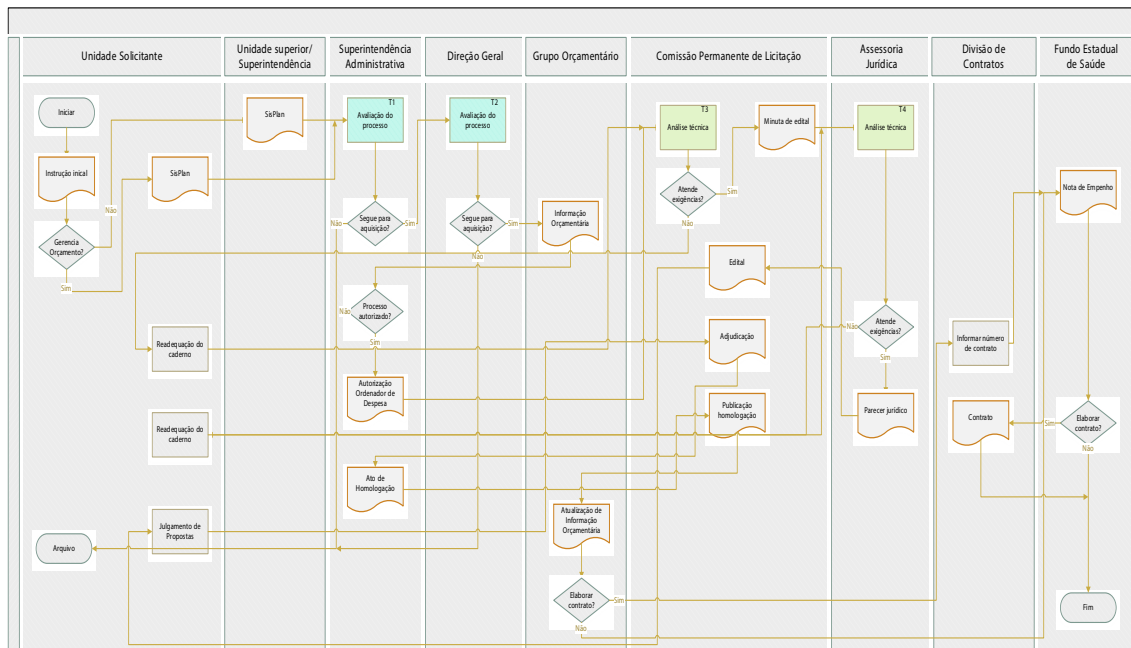 Unidade Solicitante
Unidade superior/
Superintendência
Superintendência
Administrativa
Direção Geral
Grupo Orçamentário
Comissão Permanente de Licitação
Assessoria
Jurídica
Divisão de
Contratos
Fundo Estadual
de Saúde
Iniciar
SisPlan
T1
Avaliação do
processo
T2
Avaliação do
processo
T3
Análise técnica
Minuta de edital
T4
Análise técnica
Instrução inical
SisPlan
Atende
exigências?
Sim
Nota de Empenho
Não
Gerencia
Orçamento?
Sim
Não
Segue para
aquisição?
Sim
Segue para
aquisição?
Sim
Não
Informação
Orçamentária
Não
Edital
Não
Processo
autorizado?
Sim
Readequação do
caderno
Adjudicação
Não
Atende
exigências?
Sim
Informar número
de contrato
Autorização
Ordenador de
Despesa
Publicação
homologação
Parecer jurídico
Contrato
Sim
Elaborar
contrato?
Não
Readequação do
caderno
Ato de
Homologação
Julgamento de
Propostas
Atualização de
Informação
Orçamentária
Arquivo
Elaborar
contrato?
Sim
Não
Fim